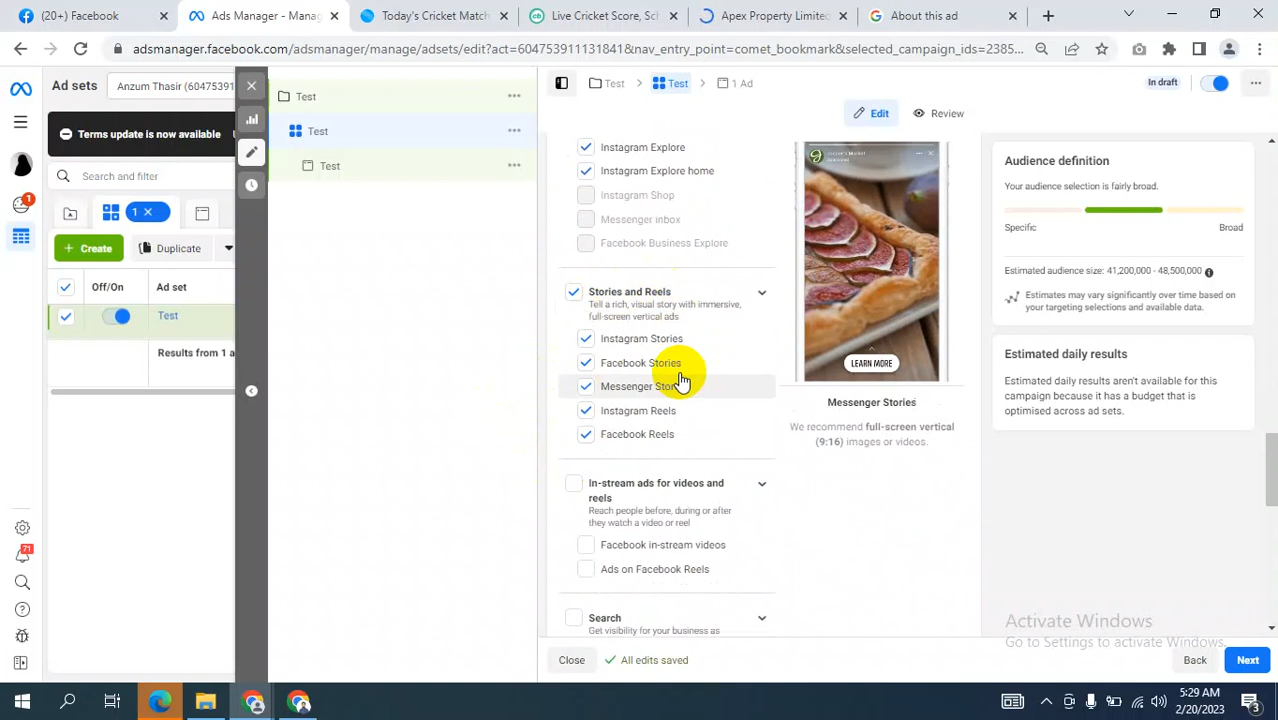 (20+) Facebook
Ads Manager - Manag
Today's Cricket Match
Live Cricket Score, Sc
Apex Property Limited
About this ad
adsmanager.facebook.com/adsmanager/manage/adsets/edit?act=604753911131841&nav_entry_point=comet_bookmark&selected_campaign_ids=2385...
Ad sets
Anzum Thasir (6047539
Terms update is now available
Search and filter
1
1
Create
Duplicate
Off/On
Ad set
Test
Results from 1 a
71
Test
Test
Test
Test
Test
1 Ad
In draft
Edit
Review
Instagram Explore
Instagram Explore home
Instagram Shop
Messenger inbox
Facebook Business Explore
Stories and Reels
Tell a rich, visual story with immersive,
full-screen vertical ads
Instagram Stories
Facebook Stories
Messenger
Instagram Reels
Facebook Reels
In-stream ads for videos and
reels
Reach people before, during or after
they watch a video or reel
Facebook in-stream videos
Ads on Facebook Reels
Search
Get visibility for your business as
LEARN MORE
Messenger Stories
We recommend full-screen vertical
(9:16) images or videos.
Audience definition
Your audience selection is fairly broad.
Specific
Broad
Estimated audience size: 41,200,000 - 48,500,000
Estimates may vary significantly over time based on
your targeting selections and available data.
Estimated daily results
Estimated daily results aren't available for this
campaign because it has a budget that is
optimised across ad sets.
Activate Windows
Go to Settings to activate Windows.
Close
All edits saved
Back
Next
5:29 AM
2/20/2023
3